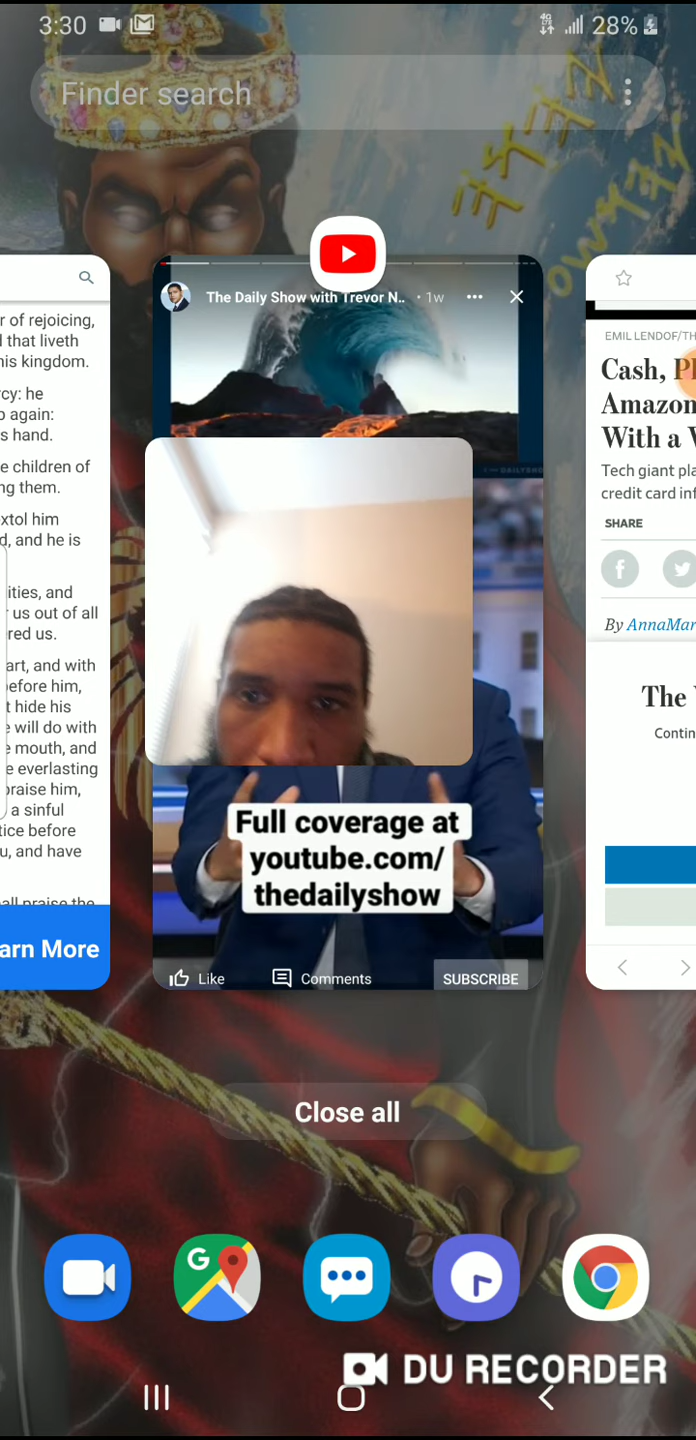 3:30
28%
Finder search
The Daily Show with Trevor N.. • 1w
r of rejoicing,
d that liveth
his kingdom.
rcy: he
p again:
s hand.
e children of
ng them.
xtol him
d, and he is
ities, and
r us out of all
red us.
art, and with
before him,
t hide his
e will do with
e mouth, and
e everlasting
praise him,
a sinful
tice before
u, and have
all praise the
arn More
Full coverage at
youtube.com/
thedailyshow
Like
Comments
SUBSCRIBE
EMIL LENDOF/TH
Cash, Pl
Amazon
With a V
Tech giant pla
credit card inf
SHARE
By AnnaMar
The
Contin
Close all
DU RECORDER